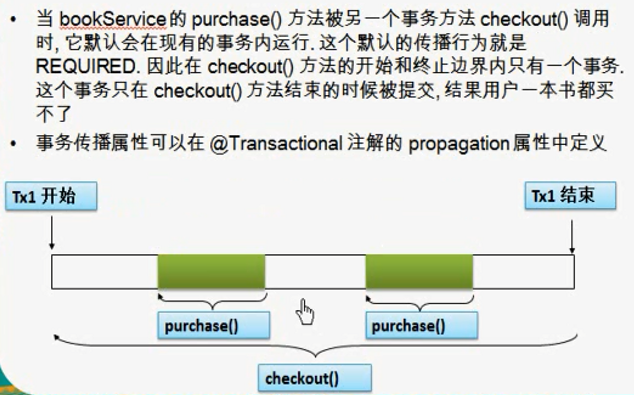 • 当 bookService 的 purchase() 方法被另一个事务方法 checkout() 调用
时, 它默认会在现有的事务内运行. 这个默认的传播行为就是
REQUIRED. 因此在 checkout() 方法的开始和终止边界内只有一个事务.
这个事务只在 checkout() 方法结束的时候被提交, 结果用户一本书都买
不了
• 事务传播属性可以在 @Transactional 注解的 propagation 属性中定义
Tx1 开始
Tx1 结束
purchase()
purchase()
checkout()